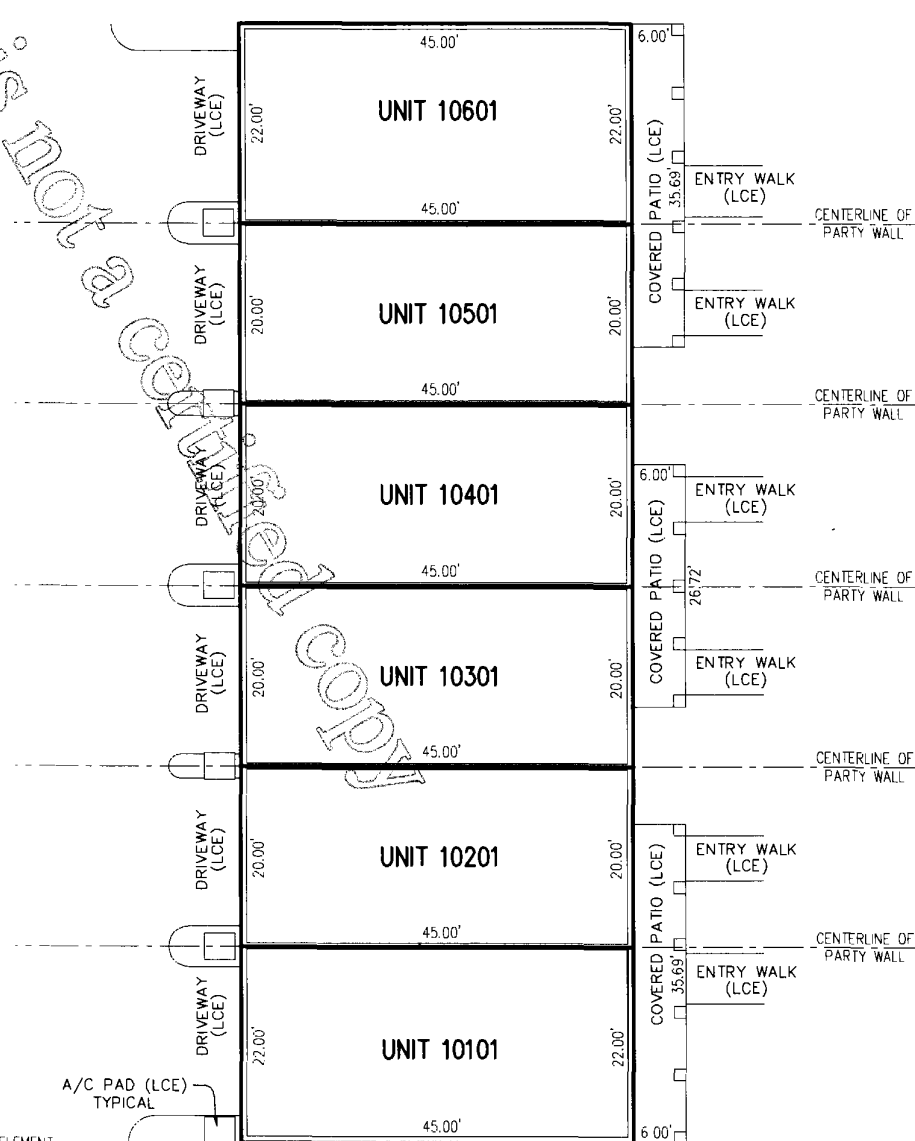 45.00'
6.00'
UNIT 10601
DRIVEWAY
(LCE)
22.00'
22.00'
COVERED PATIO (LCE)
35.69'
ENTRY WALK
(LCE)
45.00'
CENTERLINE OF
PARTY WALL
UNIT 10501
DRIVEWAY
(LCE)
20.00'
20.00'
ENTRY WALK
(LCE)
45.00'
CENTERLINE OF
PARTY WALL
6.00'
UNIT 10401
DRIVEWAY
(LCE)
20.00'
20.00'
ENTRY WALK
(LCE)
COVERED PATIO (LCE)
26.72'
45.00'
CENTERLINE OF
PARTY WALL
UNIT 10301
DRIVEWAY
(LCE)
20.00'
20.00'
ENTRY WALK
(LCE)
45.00'
CENTERLINE OF
PARTY WALL
UNIT 10201
DRIVEWAY
(LCE)
20.00'
20.00'
ENTRY WALK
(LCE)
COVERED PATIO (LCE)
35.69'
45.00'
CENTERLINE OF
PARTY WALL
UNIT 10101
DRIVEWAY
(LCE)
22.00'
22.00'
ENTRY WALK
(LCE)
A/C PAD (LCE)
TYPICAL
45.00'
6.00'
is not a certified copy